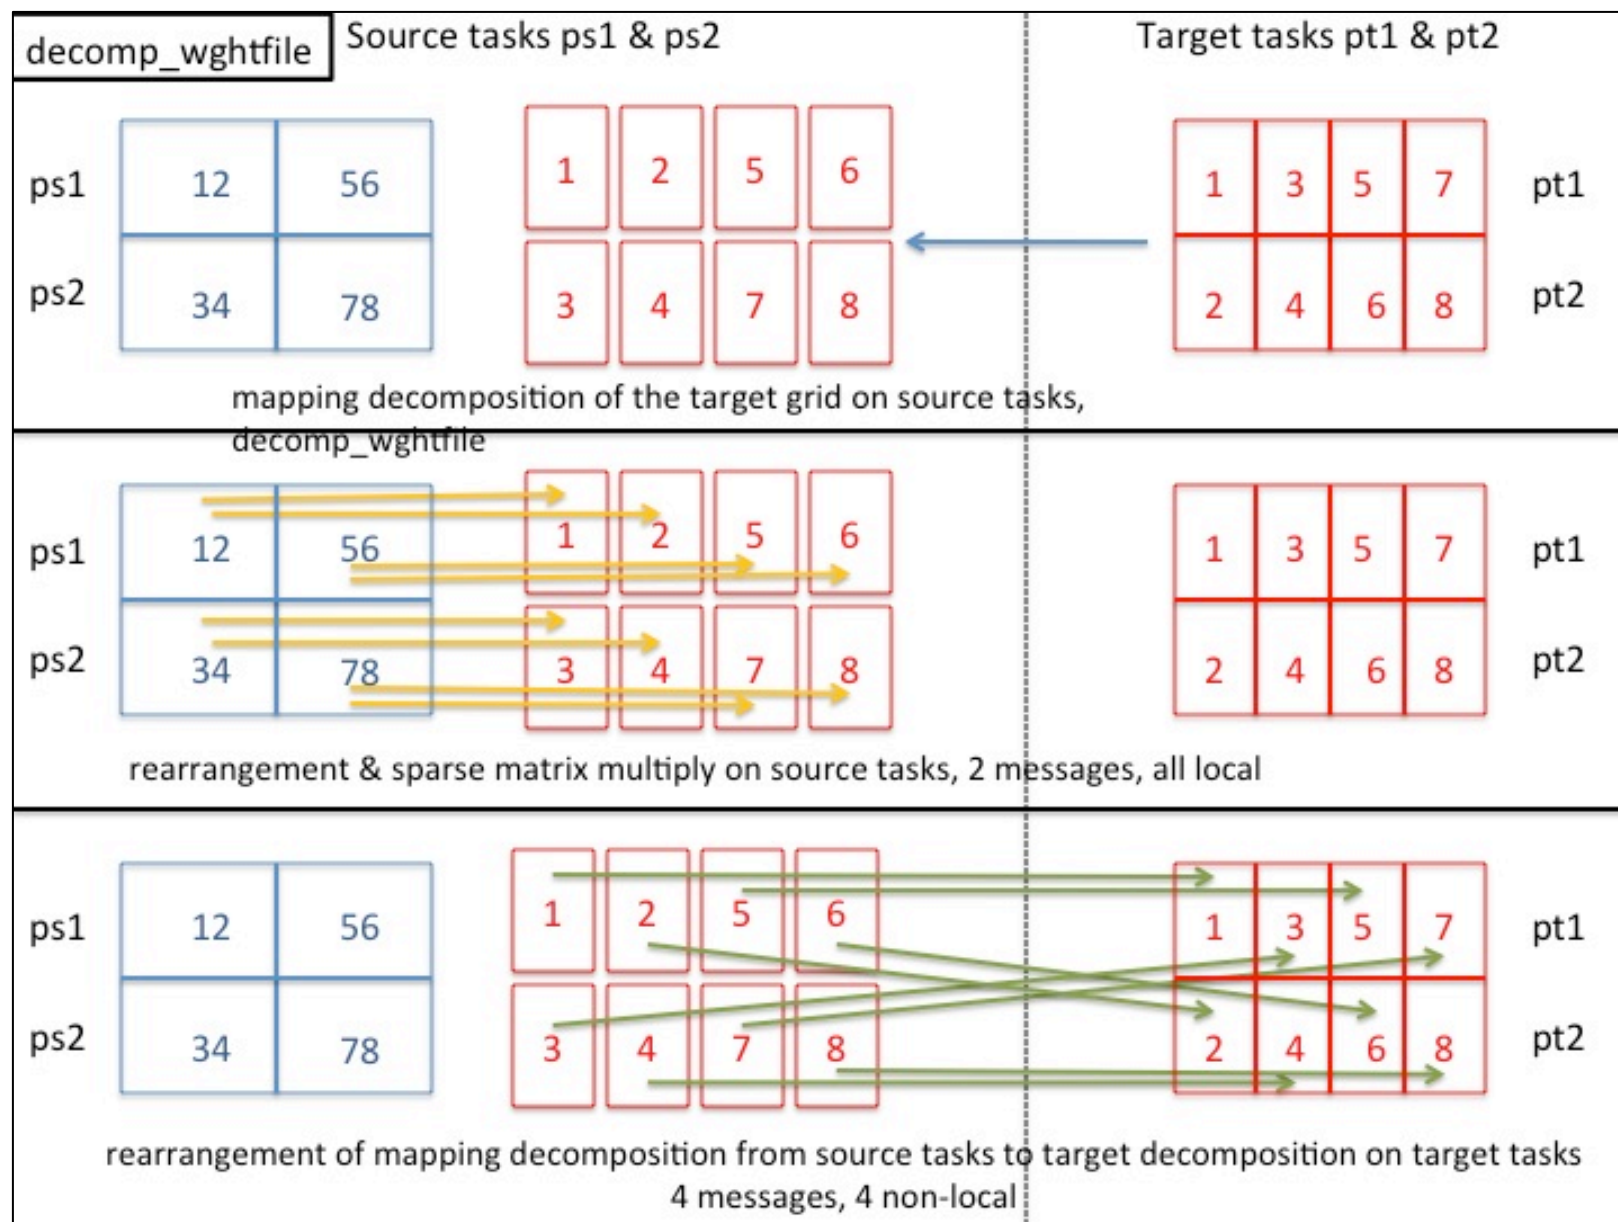 decomp_wghtfile
Source tasks ps1 & ps2
Target tasks pt1 & pt2
ps1 12 56 1 2 5 6 1 3 5 7 pt1
ps2 34 78 3 4 7 8 2 4 6 8 pt2
mapping decomposition of the target grid on source tasks,
decomp_wghtfile
ps1 12 56 1 2 5 6 1 3 5 7 pt1
ps2 34 78 3 4 7 8 2 4 6 8 pt2
rearrangement & sparse matrix multiply on source tasks, 2 messages, all local
ps1 12 56 1 2 5 6 1 3 5 7 pt1
ps2 34 78 3 4 7 8 2 4 6 8 pt2
rearrangement of mapping decomposition from source tasks to target decomposition on target tasks
4 messages, 4 non-local